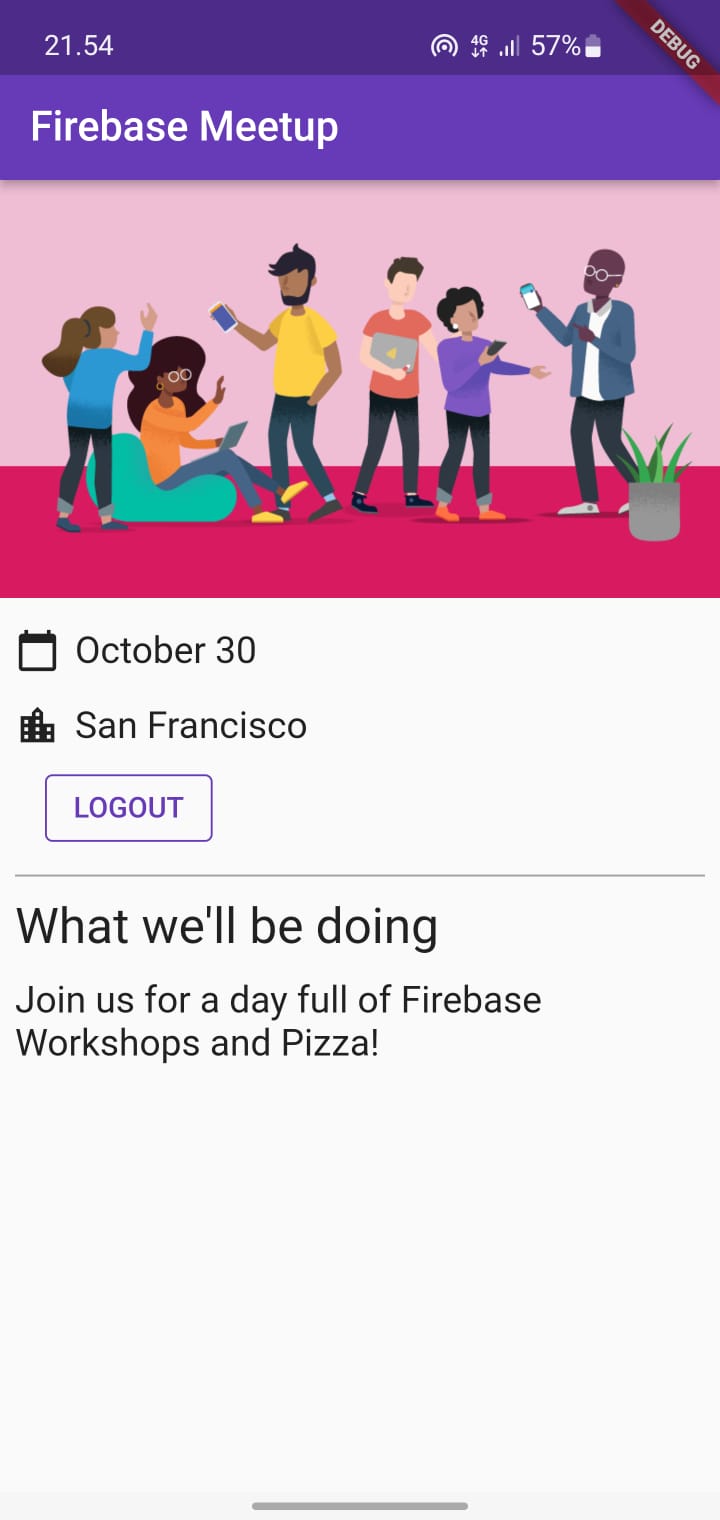 21.54
4G
57%
DEBUG
Firebase Meetup
October 30
San Francisco
LOGOUT
What we'll be doing
Join us for a day full of Firebase
Workshops and Pizza!